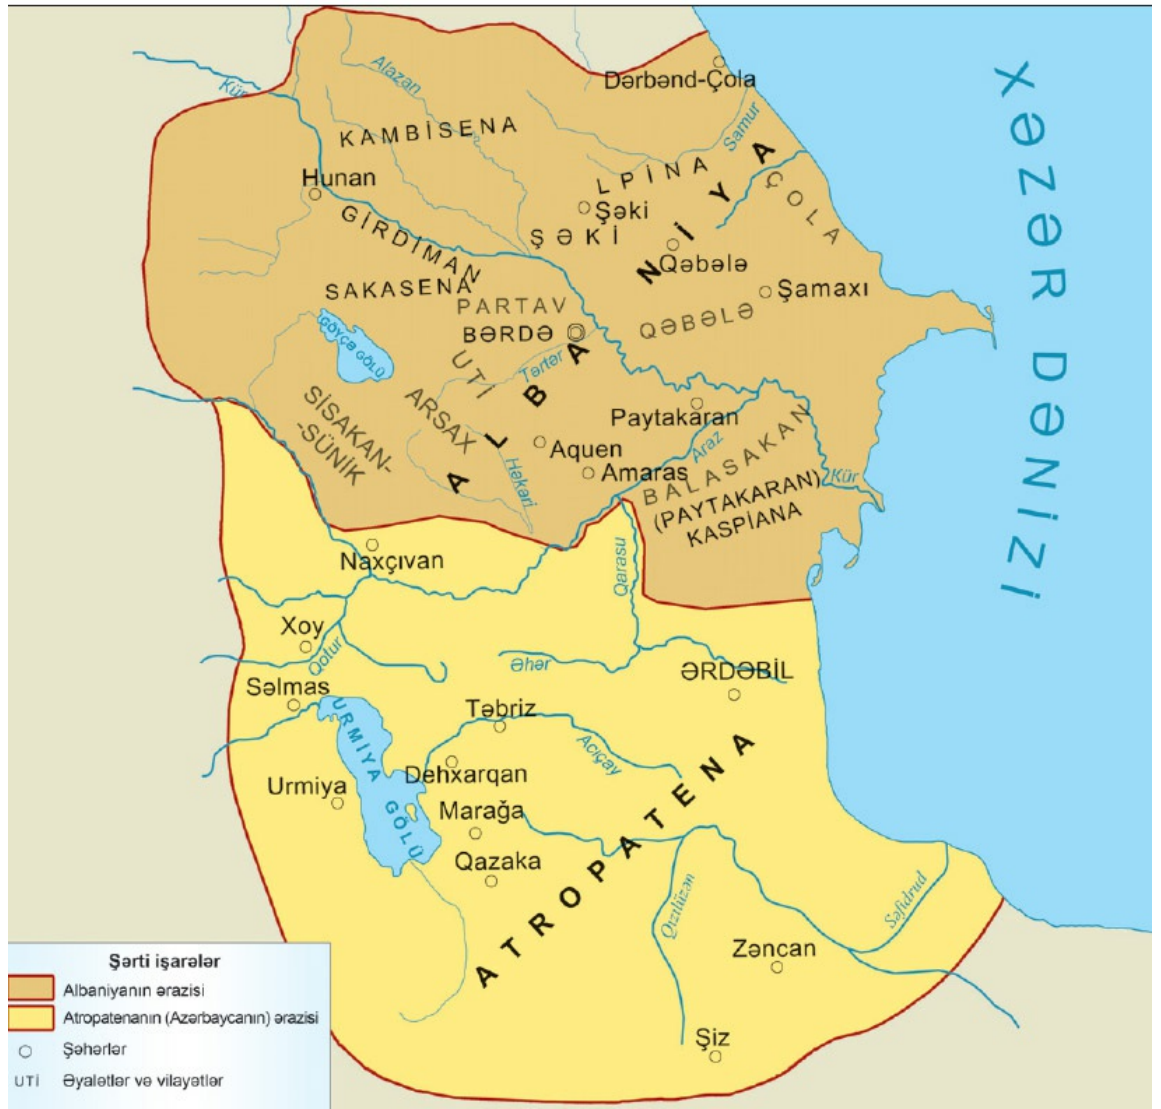 Dərbənd-Çola
Kür
Alazan
KAMBİSENA
Samur
LPİNA
Hunan
Şəki
ŞƏKİ
ÇOLA
GİRDİMAN
Qəbələ
SAKASENA
Şamaxı
PARTAV
BƏRDƏ
QƏBƏLƏ
GÖYÇƏ GÖLÜ
UTİ
Tərtər
ALBANİYA
SİSAKAN-
-SÜNİK
ARSAX
Paytakaran
Aquen
Araz
Amaras
Həkəri
BALASAKAN
(PAYTAKARAN)
KASPİANA
Kür
XƏZƏR DƏNİZİ
Naxçıvan
Qarasu
Xoy
Qotur
Əhər
ƏRDƏBİL
Səlmas
URMİYA GÖLÜ
Təbriz
Acıçay
Urmiya
Dehxarqan
Marağa
Qazaka
ATROPATENA
Qızılüzən
Səfidrud
Zəncan
Şiz
Şərti işarələr
Albaniyanın ərazisi
Atropatenanın (Azərbaycanın) ərazisi
Şəhərlər
UTİ Əyalətlər və vilayətlər